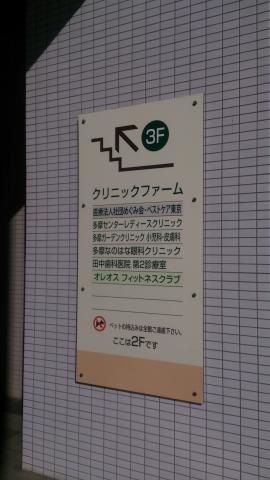 3F
クリニックファーム
医療法人社団めぐみ会・ベストケア東京
多摩センターレディースクリニック
多摩ガーデンクリニック 小児科・皮膚科
多摩なのはな眼科クリニック
田中歯科医院 第2診療室
オレオス フィットネスクラブ
ペットの持込みは全館ご遠慮下さい。
ここは2Fです